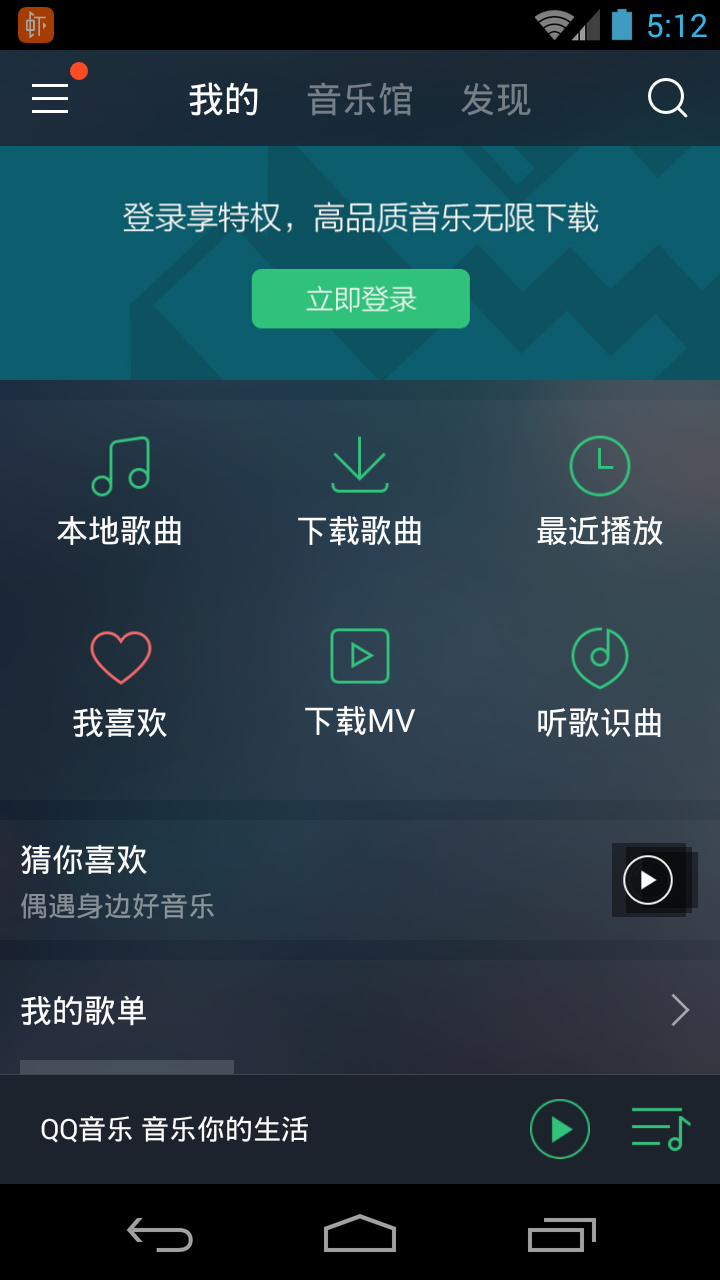 虾
5:12
我的 音乐馆 发现
登录享特权，高品质音乐无限下载
立即登录
本地歌曲 下载歌曲 最近播放
我喜欢 下载MV 听歌识曲
猜你喜欢
偶遇身边好音乐
我的歌单
QQ音乐 音乐你的生活